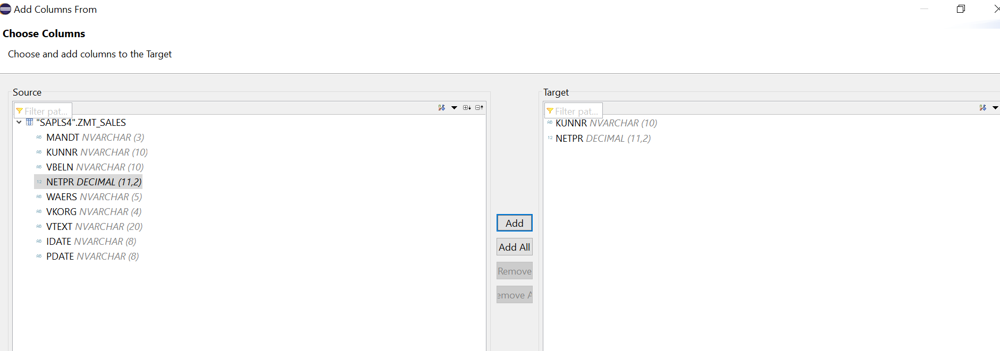 Add Columns From
Choose Columns
Choose and add columns to the Target
Source
Filter pat...
"SAPLS4".ZMT_SALES
MANDT NVARCHAR (3)
KUNNR NVARCHAR (10)
VBELN NVARCHAR (10)
NETPR DECIMAL (11,2)
WAERS NVARCHAR (5)
VKORG NVARCHAR (4)
VTEXT NVARCHAR (20)
IDATE NVARCHAR (8)
PDATE NVARCHAR (8)
Add
Add All
Remove
emove A
Target
Filter pat...
KUNNR NVARCHAR (10)
NETPR DECIMAL (11,2)